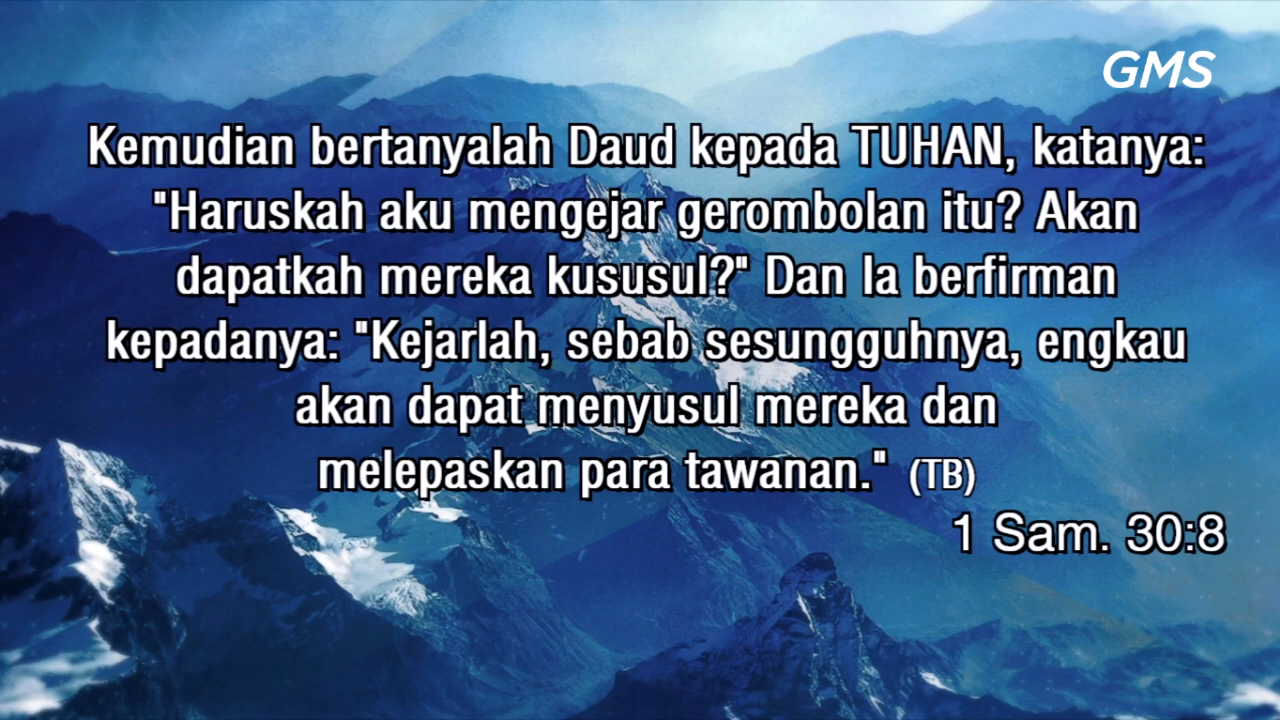 GMS
Kemudian bertanyalah Daud kepada TUHAN, katanya:
"Haruskah aku mengejar gerombolan itu? Akan
dapatkah mereka kususul?" Dan Ia berfirman
kepadanya: "Kejarlah, sebab sesungguhnya, engkau
akan dapat menyusul mereka dan
melepaskan para tawanan." (TB)
1 Sam. 30:8